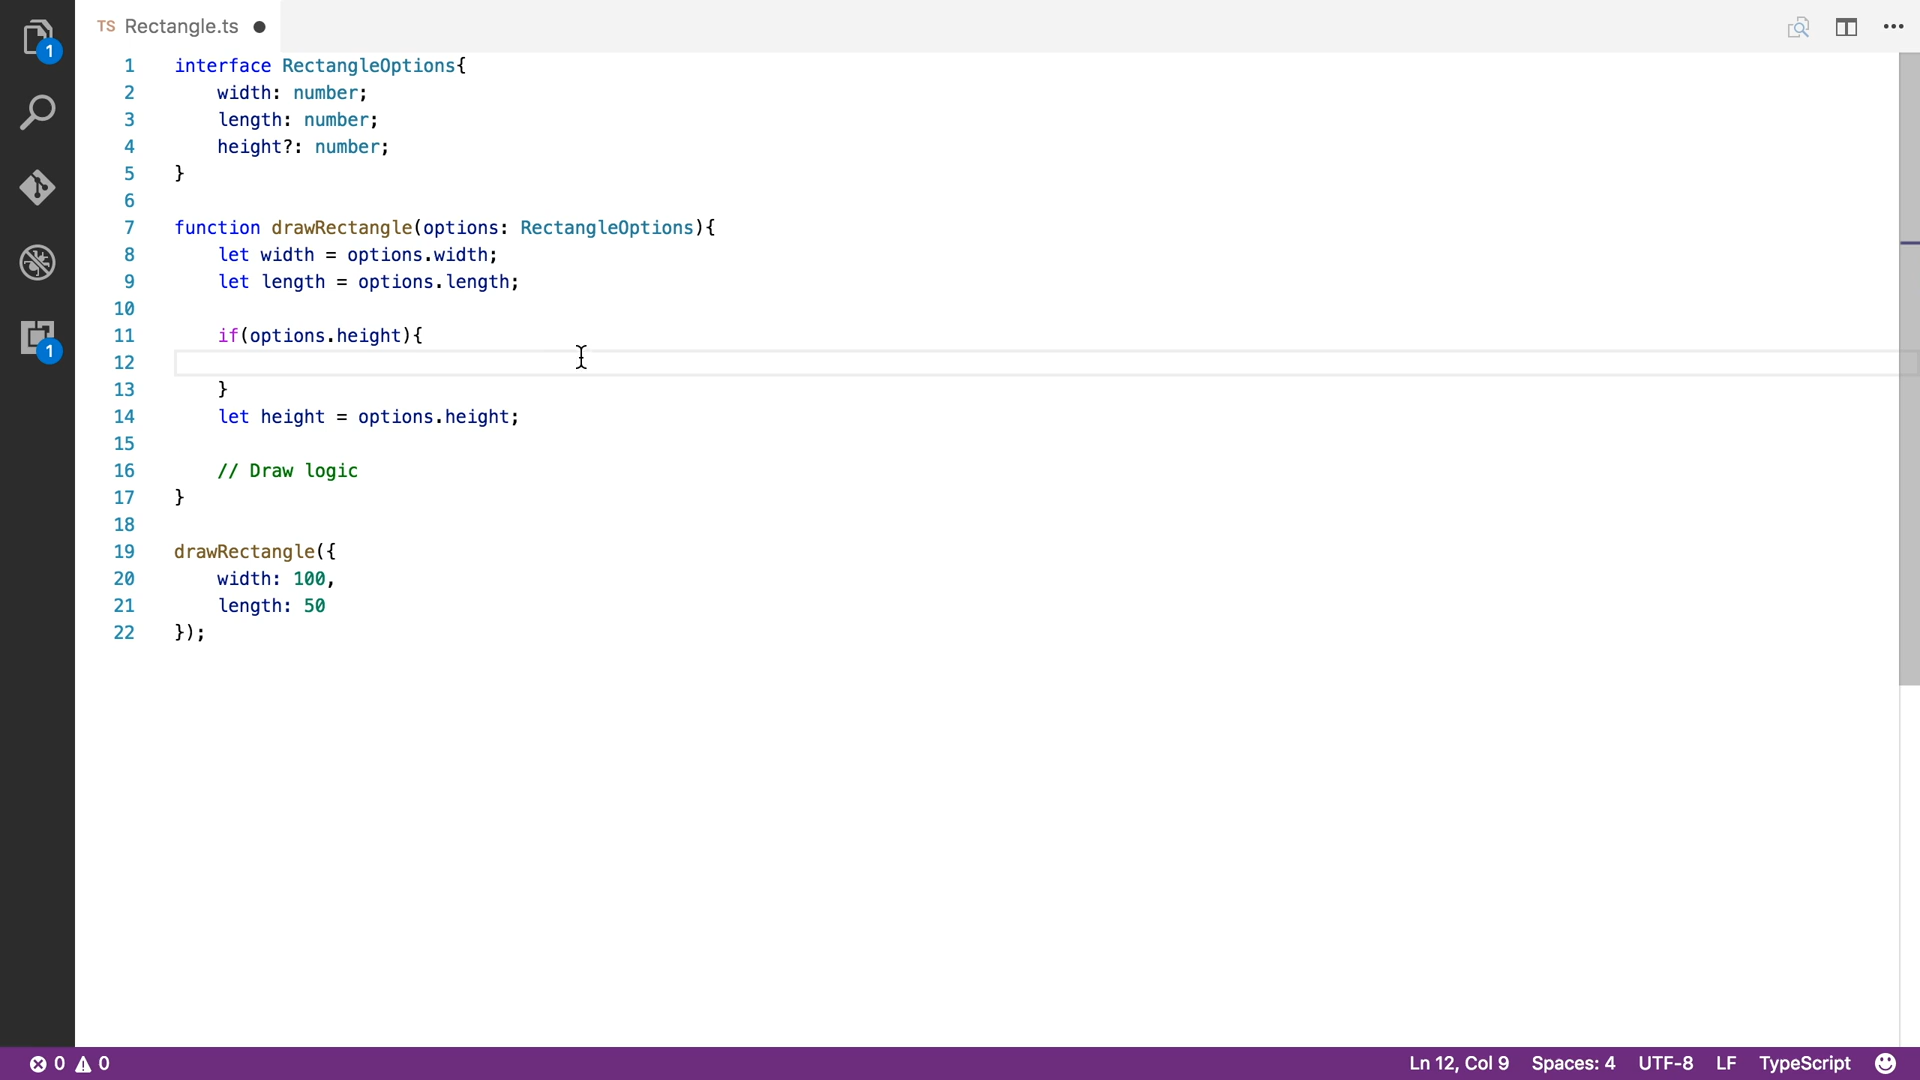 TS Rectangle.ts
1
1
1 interface RectangleOptions{
2 width: number;
3 length: number;
4 height?: number;
5 }
6
7 function drawRectangle(options: RectangleOptions){
8 let width = options.width;
9 let length = options.length;
10
11 if(options.height){
12
13 }
14 let height = options.height;
15
16 // Draw logic
17 }
18
19 drawRectangle({
20 width: 100,
21 length: 50
22 });
0 0 Ln 12, Col 9 Spaces: 4 UTF-8 LF TypeScript